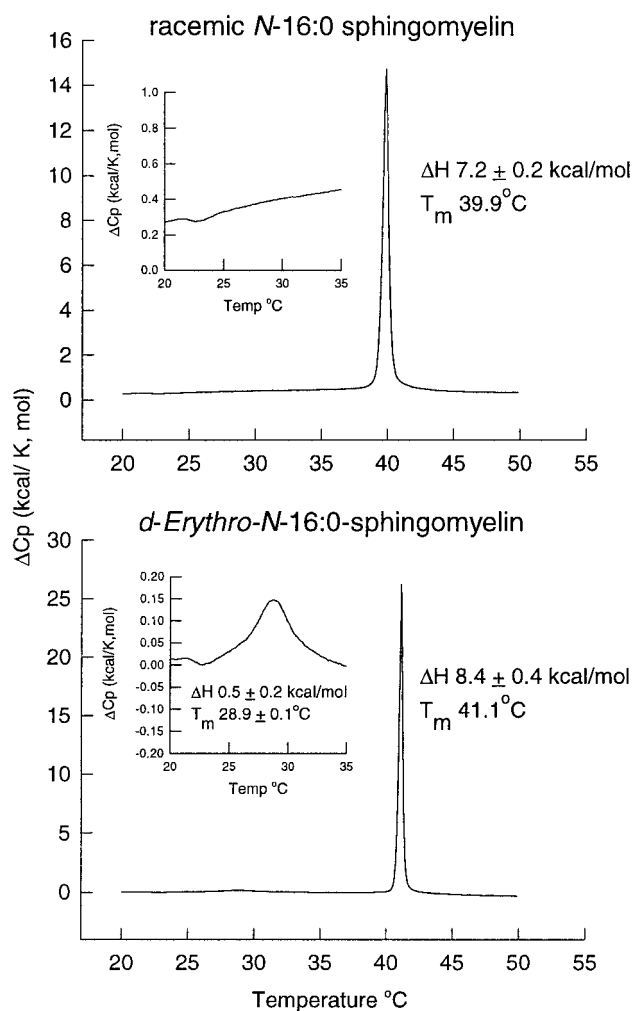 racemic N-16:0 sphingomyelin
16
14
12
10
8
6
4
2
0
1.0
0.8
0.6
0.4
0.2
0.0
ΔCp (kcal/K,mol)
20 25 30 35
Temp °C
ΔH 7.2 ± 0.2 kcal/mol
Tm 39.9°C
20 25 30 35 40 45 50 55
ΔCp (kcal/ K, mol)
d-Erythro-N-16:0-sphingomyelin
30
25
20
15
10
5
0
0.20
0.15
0.10
0.05
0.00
-0.05
-0.10
-0.15
-0.20
ΔCp (kcal/K,mol)
ΔH 0.5 ± 0.2 kcal/mol
Tm 28.9 ± 0.1°C
20 25 30 35
Temp °C
ΔH 8.4 ± 0.4 kcal/mol
Tm 41.1°C
20 25 30 35 40 45 50 55
Temperature °C